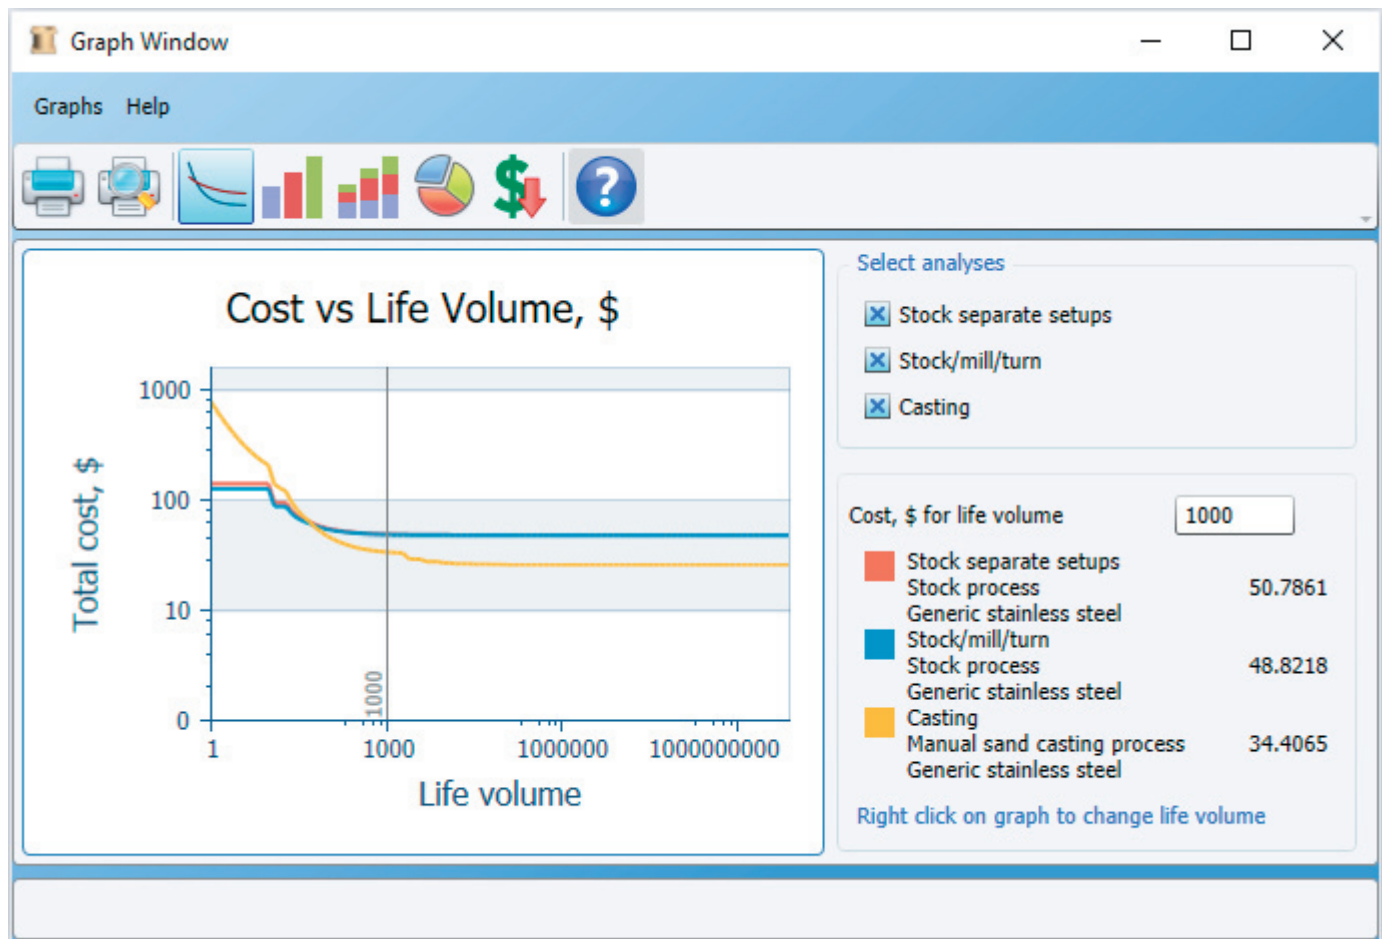 Graph Window
Graphs Help
?
Cost vs Life Volume, $
Total cost, $
1000
100
10
0
1000
1 1000 1000000 1000000000
Life volume
Select analyses
Stock separate setups
Stock/mill/turn
Casting
Cost, $ for life volume 1000
Stock separate setups
Stock process 50.7861
Generic stainless steel
Stock/mill/turn
Stock process 48.8218
Generic stainless steel
Casting
Manual sand casting process 34.4065
Generic stainless steel
Right click on graph to change life volume